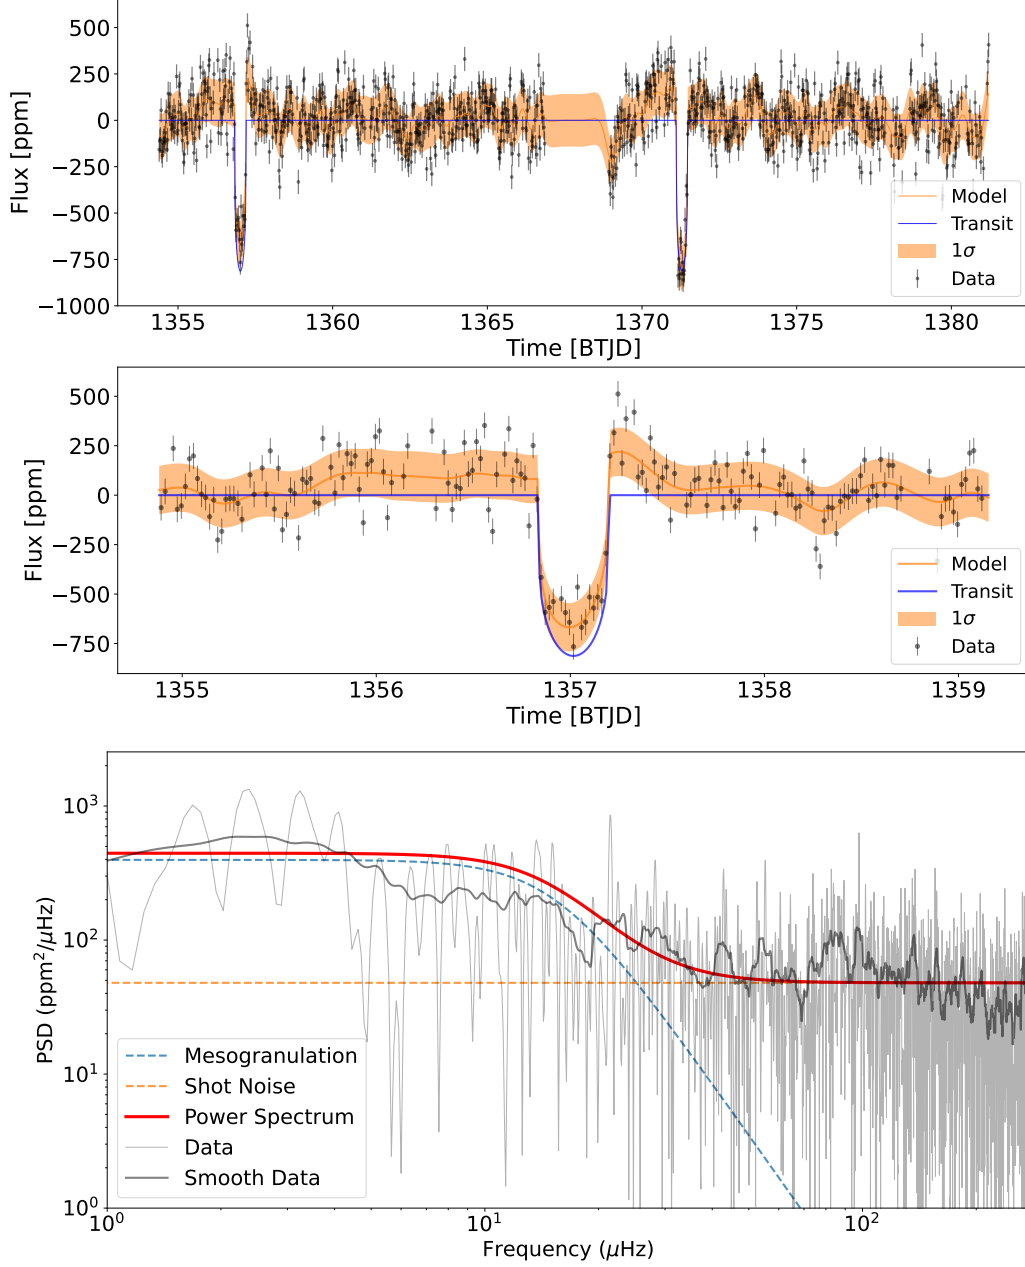 500
250
0
−250
−500
−750
−1000
Flux [ppm]
Model
Transit
1σ
Data
1355 1360 1365 1370 1375 1380
Time [BTJD]
500
250
0
−250
−500
−750
Flux [ppm]
Model
Transit
1σ
Data
1355 1356 1357 1358 1359
Time [BTJD]
10³
10²
10¹
10⁰
PSD (ppm²/μHz)
Mesogranulation
Shot Noise
Power Spectrum
Data
Smooth Data
10⁰ 10¹ 10²
Frequency (μHz)